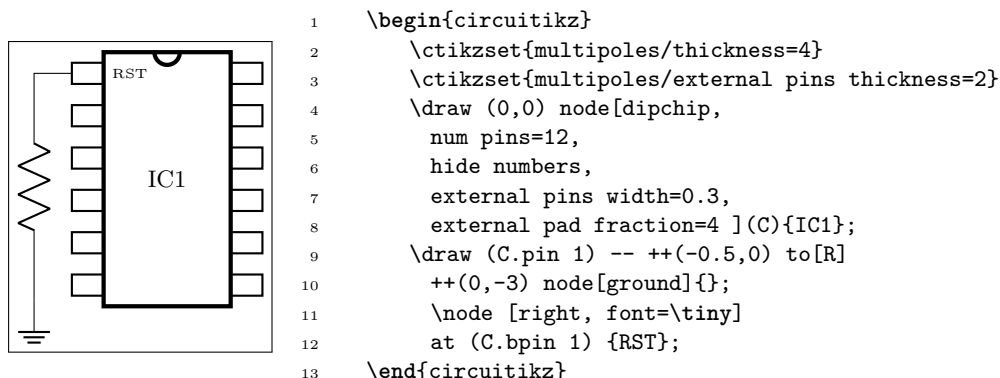 RST
IC1
1 \begin{circuitikz}
2 \ctikzset{multipoles/thickness=4}
3 \ctikzset{multipoles/external pins thickness=2}
4 \draw (0,0) node[dipchip,
5 num pins=12,
6 hide numbers,
7 external pins width=0.3,
8 external pad fraction=4 ](C){IC1};
9 \draw (C.pin 1) -- ++(-0.5,0) to[R]
10 ++(0,-3) node[ground]{};
11 \node [right, font=\tiny]
12 at (C.bpin 1) {RST};
13 \end{circuitikz}